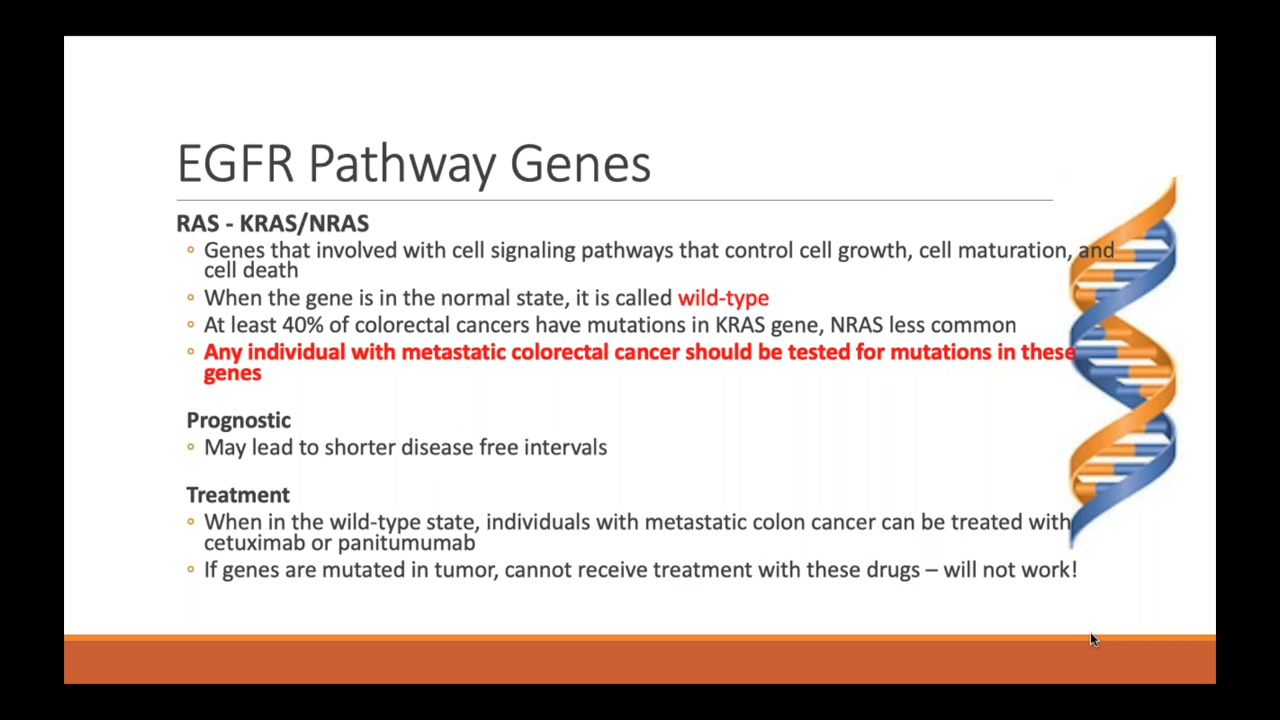 EGFR Pathway Genes
RAS - KRAS/NRAS
◦ Genes that involved with cell signaling pathways that control cell growth, cell maturation, and
cell death
◦ When the gene is in the normal state, it is called wild-type
◦ At least 40% of colorectal cancers have mutations in KRAS gene, NRAS less common
◦ Any individual with metastatic colorectal cancer should be tested for mutations in these
genes
Prognostic
◦ May lead to shorter disease free intervals
Treatment
◦ When in the wild-type state, individuals with metastatic colon cancer can be treated with
cetuximab or panitumumab
◦ If genes are mutated in tumor, cannot receive treatment with these drugs – will not work!